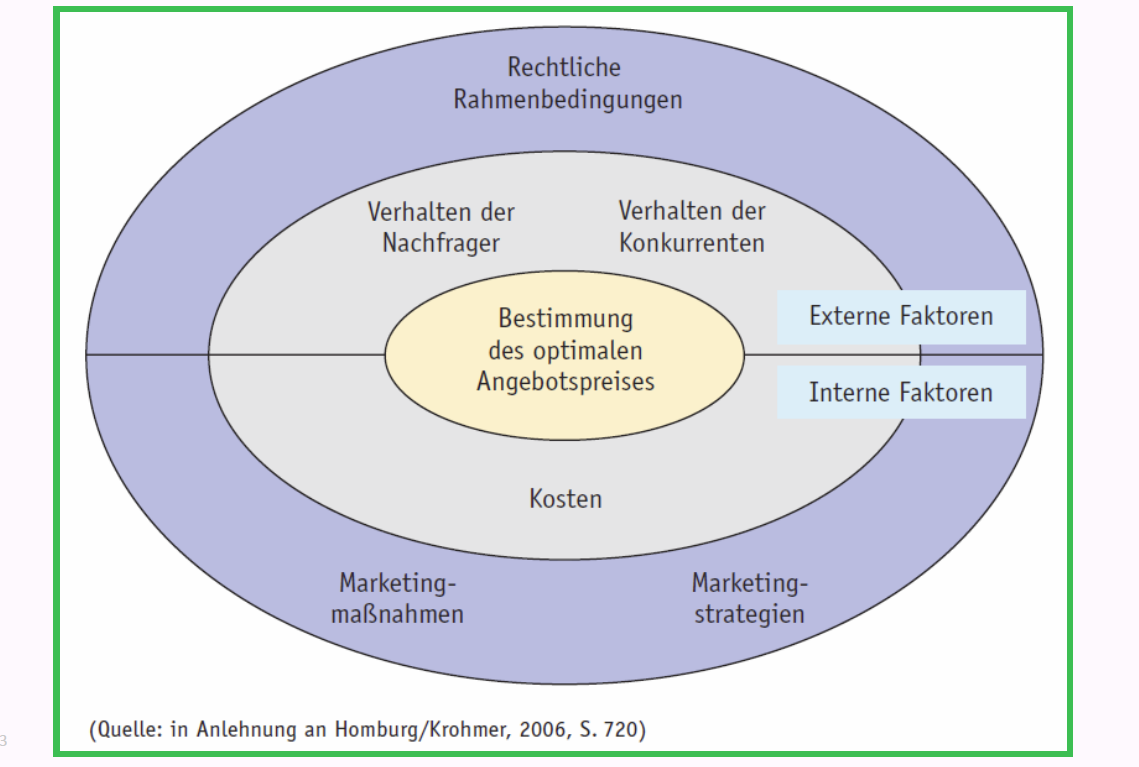 Rechtliche
Rahmenbedingungen
Verhalten der
Nachfrager
Verhalten der
Konkurrenten
Bestimmung
des optimalen
Angebotspreises
Externe Faktoren
Interne Faktoren
Kosten
Marketing-
maßnahmen
Marketing-
strategien
(Quelle: in Anlehnung an Homburg/Krohmer, 2006, S. 720)
3